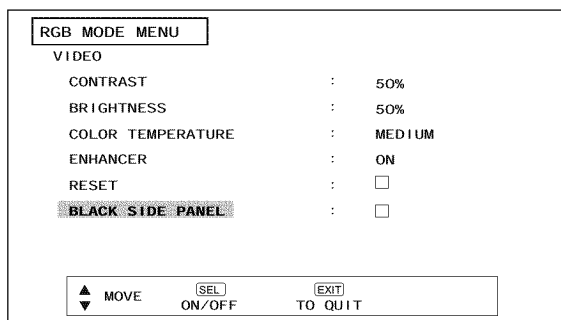 RGB MODE MENU
VIDEO
CONTRAST : 50%
BRIGHTNESS : 50%
COLOR TEMPERATURE : MEDIUM
ENHANCER : ON
RESET : □
BLACK SIDE PANEL : □
▲ ▼ MOVE SEL ON/OFF EXIT TO QUIT